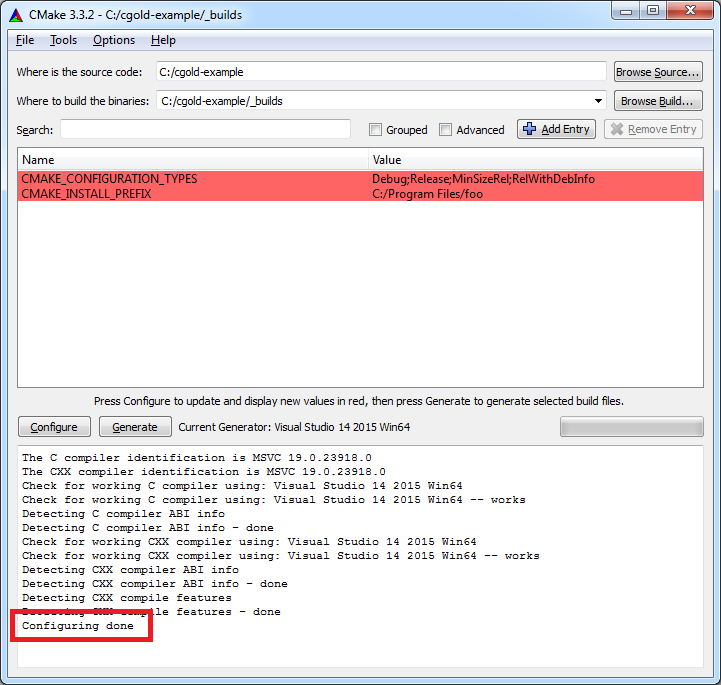 CMake 3.3.2 - C:/cgold-example/_builds
File Tools Options Help
Where is the source code: C:/cgold-example Browse Source...
Where to build the binaries: C:/cgold-example/_builds Browse Build...
Search: Grouped Advanced Add Entry Remove Entry
Name Value
CMAKE_CONFIGURATION_TYPES Debug;Release;MinSizeRel;RelWithDebInfo
CMAKE_INSTALL_PREFIX C:/Program Files/foo
Press Configure to update and display new values in red, then press Generate to generate selected build files.
Configure Generate Current Generator: Visual Studio 14 2015 Win64
The C compiler identification is MSVC 19.0.23918.0
The CXX compiler identification is MSVC 19.0.23918.0
Check for working C compiler using: Visual Studio 14 2015 Win64
Check for working C compiler using: Visual Studio 14 2015 Win64 -- works
Detecting C compiler ABI info
Detecting C compiler ABI info - done
Check for working CXX compiler using: Visual Studio 14 2015 Win64
Check for working CXX compiler using: Visual Studio 14 2015 Win64 -- works
Detecting CXX compiler ABI info
Detecting CXX compiler ABI info - done
Detecting CXX compile features
Detecting CXX compile features - done
Configuring done